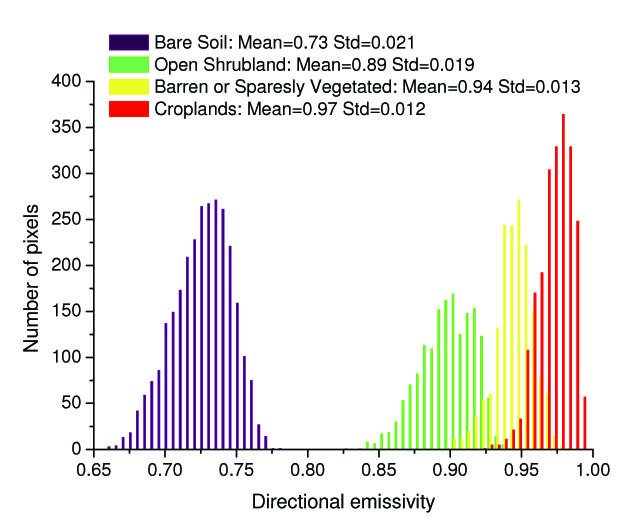 Bare Soil: Mean=0.73 Std=0.021
Open Shrubland: Mean=0.89 Std=0.019
Barren or Sparesly Vegetated: Mean=0.94 Std=0.013
Croplands: Mean=0.97 Std=0.012
400
350
300
250
200
150
100
50
0
Number of pixels
0.65 0.70 0.75 0.80 0.85 0.90 0.95 1.00
Directional emissivity